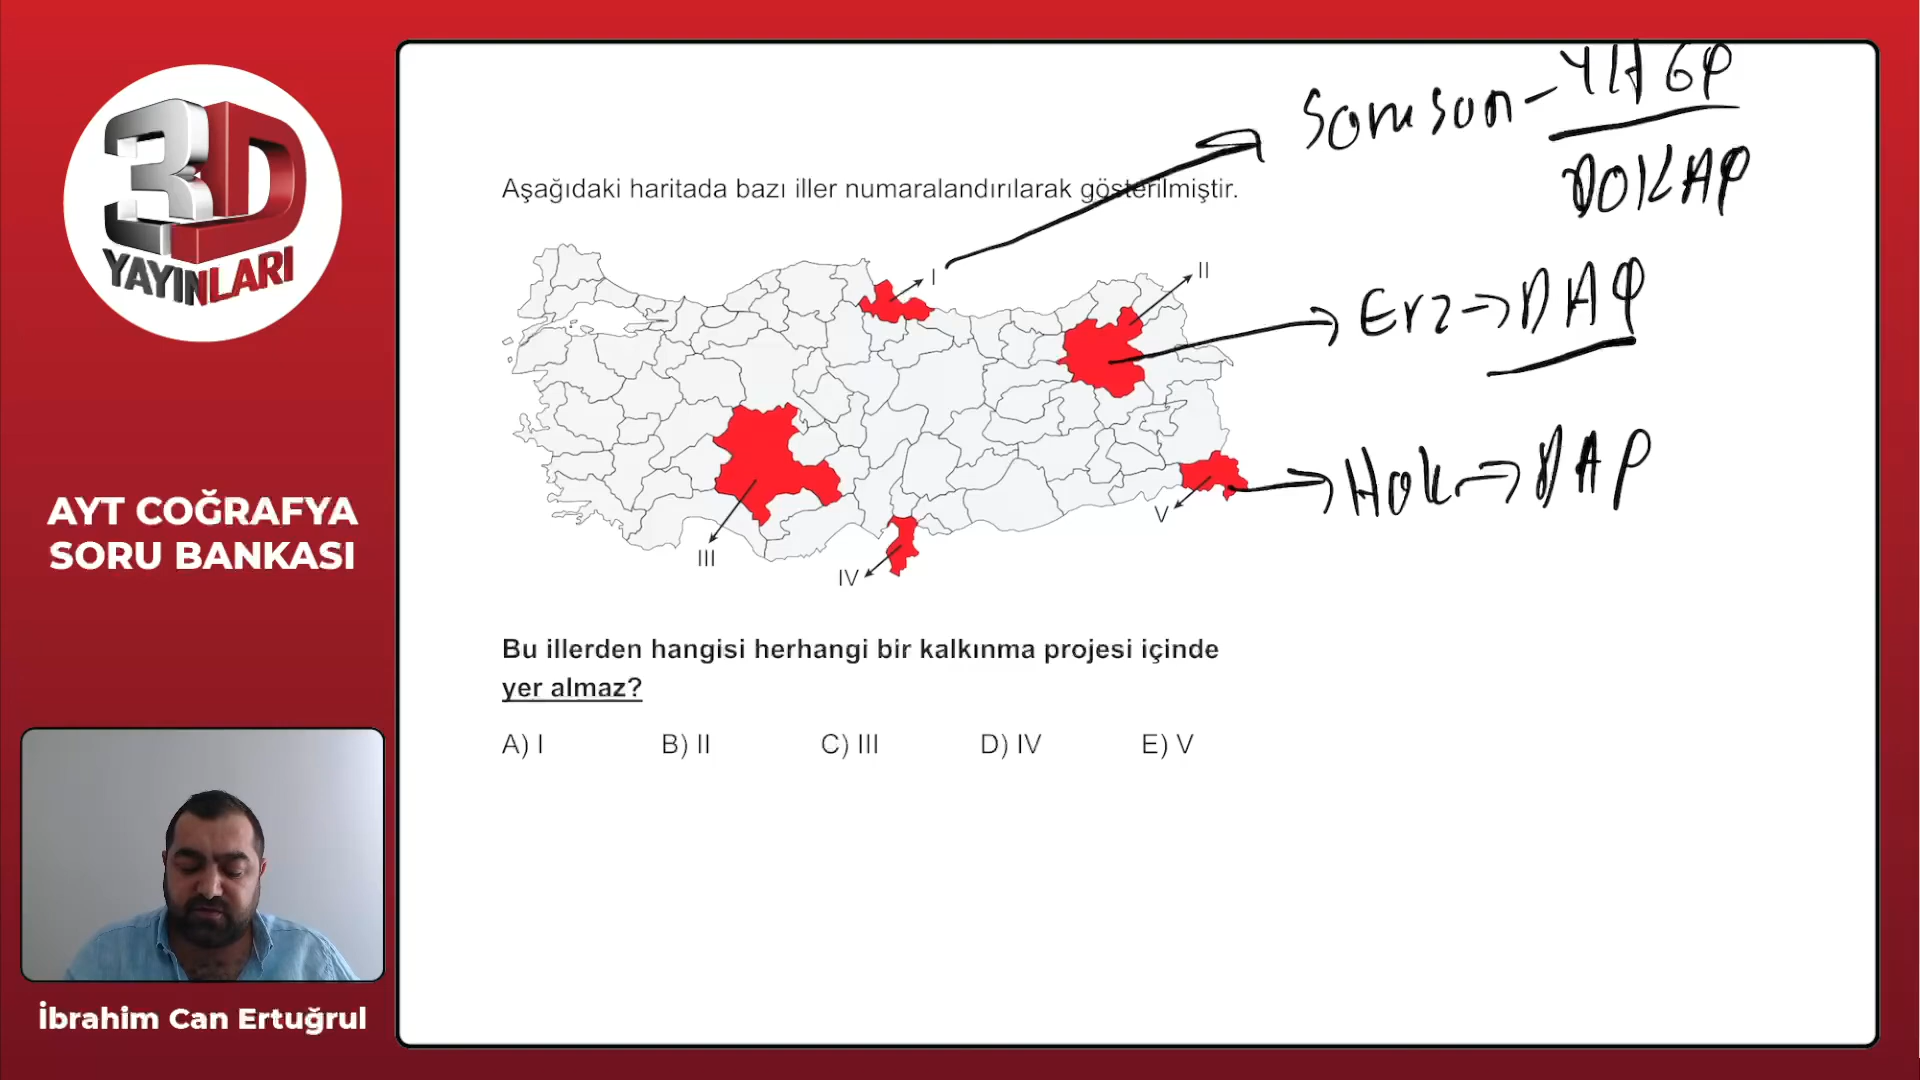 3D
YAYINLARI
AYT COĞRAFYA
SORU BANKASI
İbrahim Can Ertuğrul
Aşağıdaki haritada bazı iller numaralandırılarak gösterilmiştir.
I
II
III
IV
V
Bu illerden hangisi herhangi bir kalkınma projesi içinde
yer almaz?
A) I B) II C) III D) IV E) V
Samsun - YHGP
DOKAP
Erz → DAP
Hak → DAP